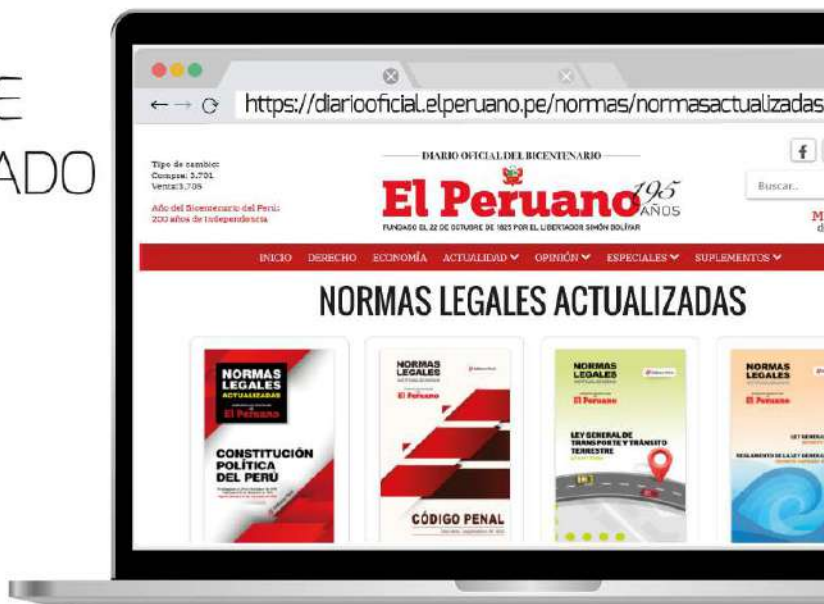 E
ADO
https://diariooficial.elperuano.pe/normas/normasactualizadas
Tipo de cambio:
Compra: 3.701
Venta: 3.705
Año del Bicentenario del Perú:
200 años de Independencia
DIARIO OFICIAL DEL BICENTENARIO
El Peruano
195
AÑOS
FUNDADO EL 22 DE OCTUBRE DE 1825 POR EL LIBERTADOR SIMÓN BOLÍVAR
f
Buscar..
M
d
INICIO DERECHO ECONOMÍA ACTUALIDAD OPINIÓN ESPECIALES SUPLEMENTOS
NORMAS LEGALES ACTUALIZADAS
NORMAS
LEGALES
ACTUALIZADAS
El Peruano
CONSTITUCIÓN
POLÍTICA
DEL PERÚ
NORMAS
LEGALES
ACTUALIZADAS
El Peruano
CÓDIGO PENAL
NORMAS
LEGALES
ACTUALIZADAS
El Peruano
LEY GENERAL DE
TRANSPORTE Y TRÁNSITO
TERRESTRE
NORMAS
LEGALES
ACTUALIZADAS
El Peruano